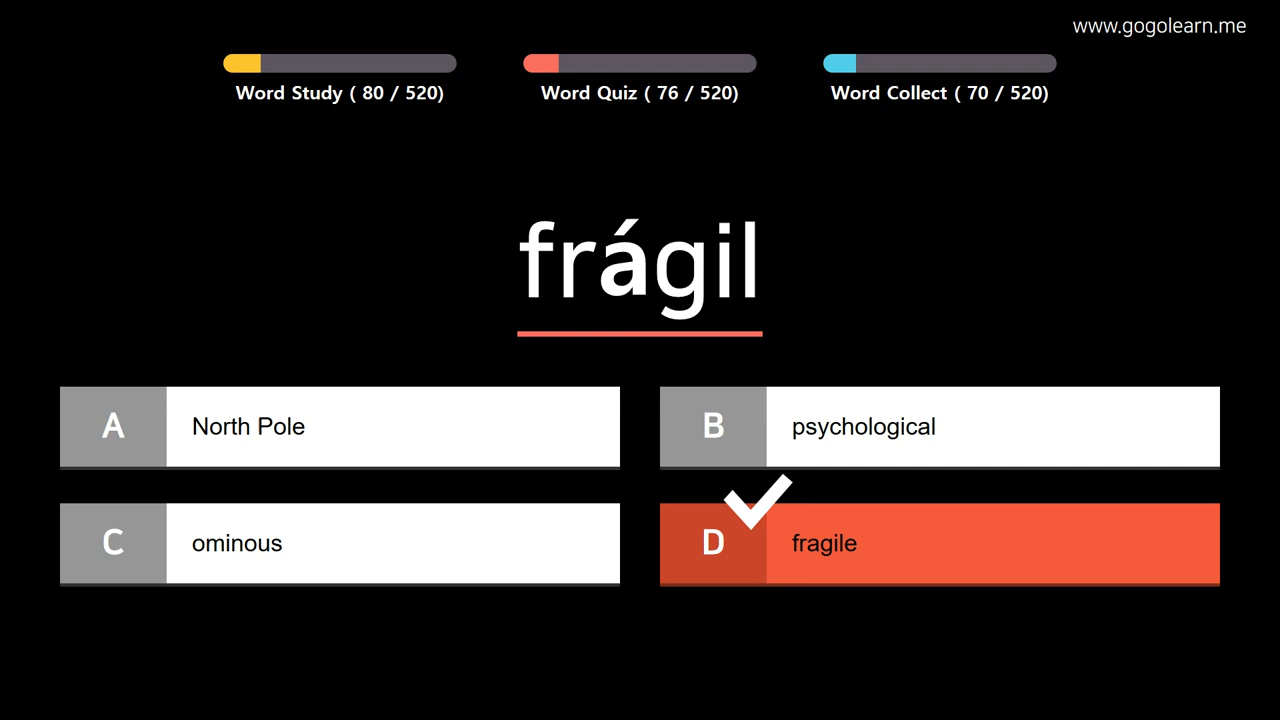 www.gogolearn.me
Word Study ( 80 / 520)
Word Quiz ( 76 / 520)
Word Collect ( 70 / 520)
frágil
A North Pole
B psychological
C ominous
D fragile